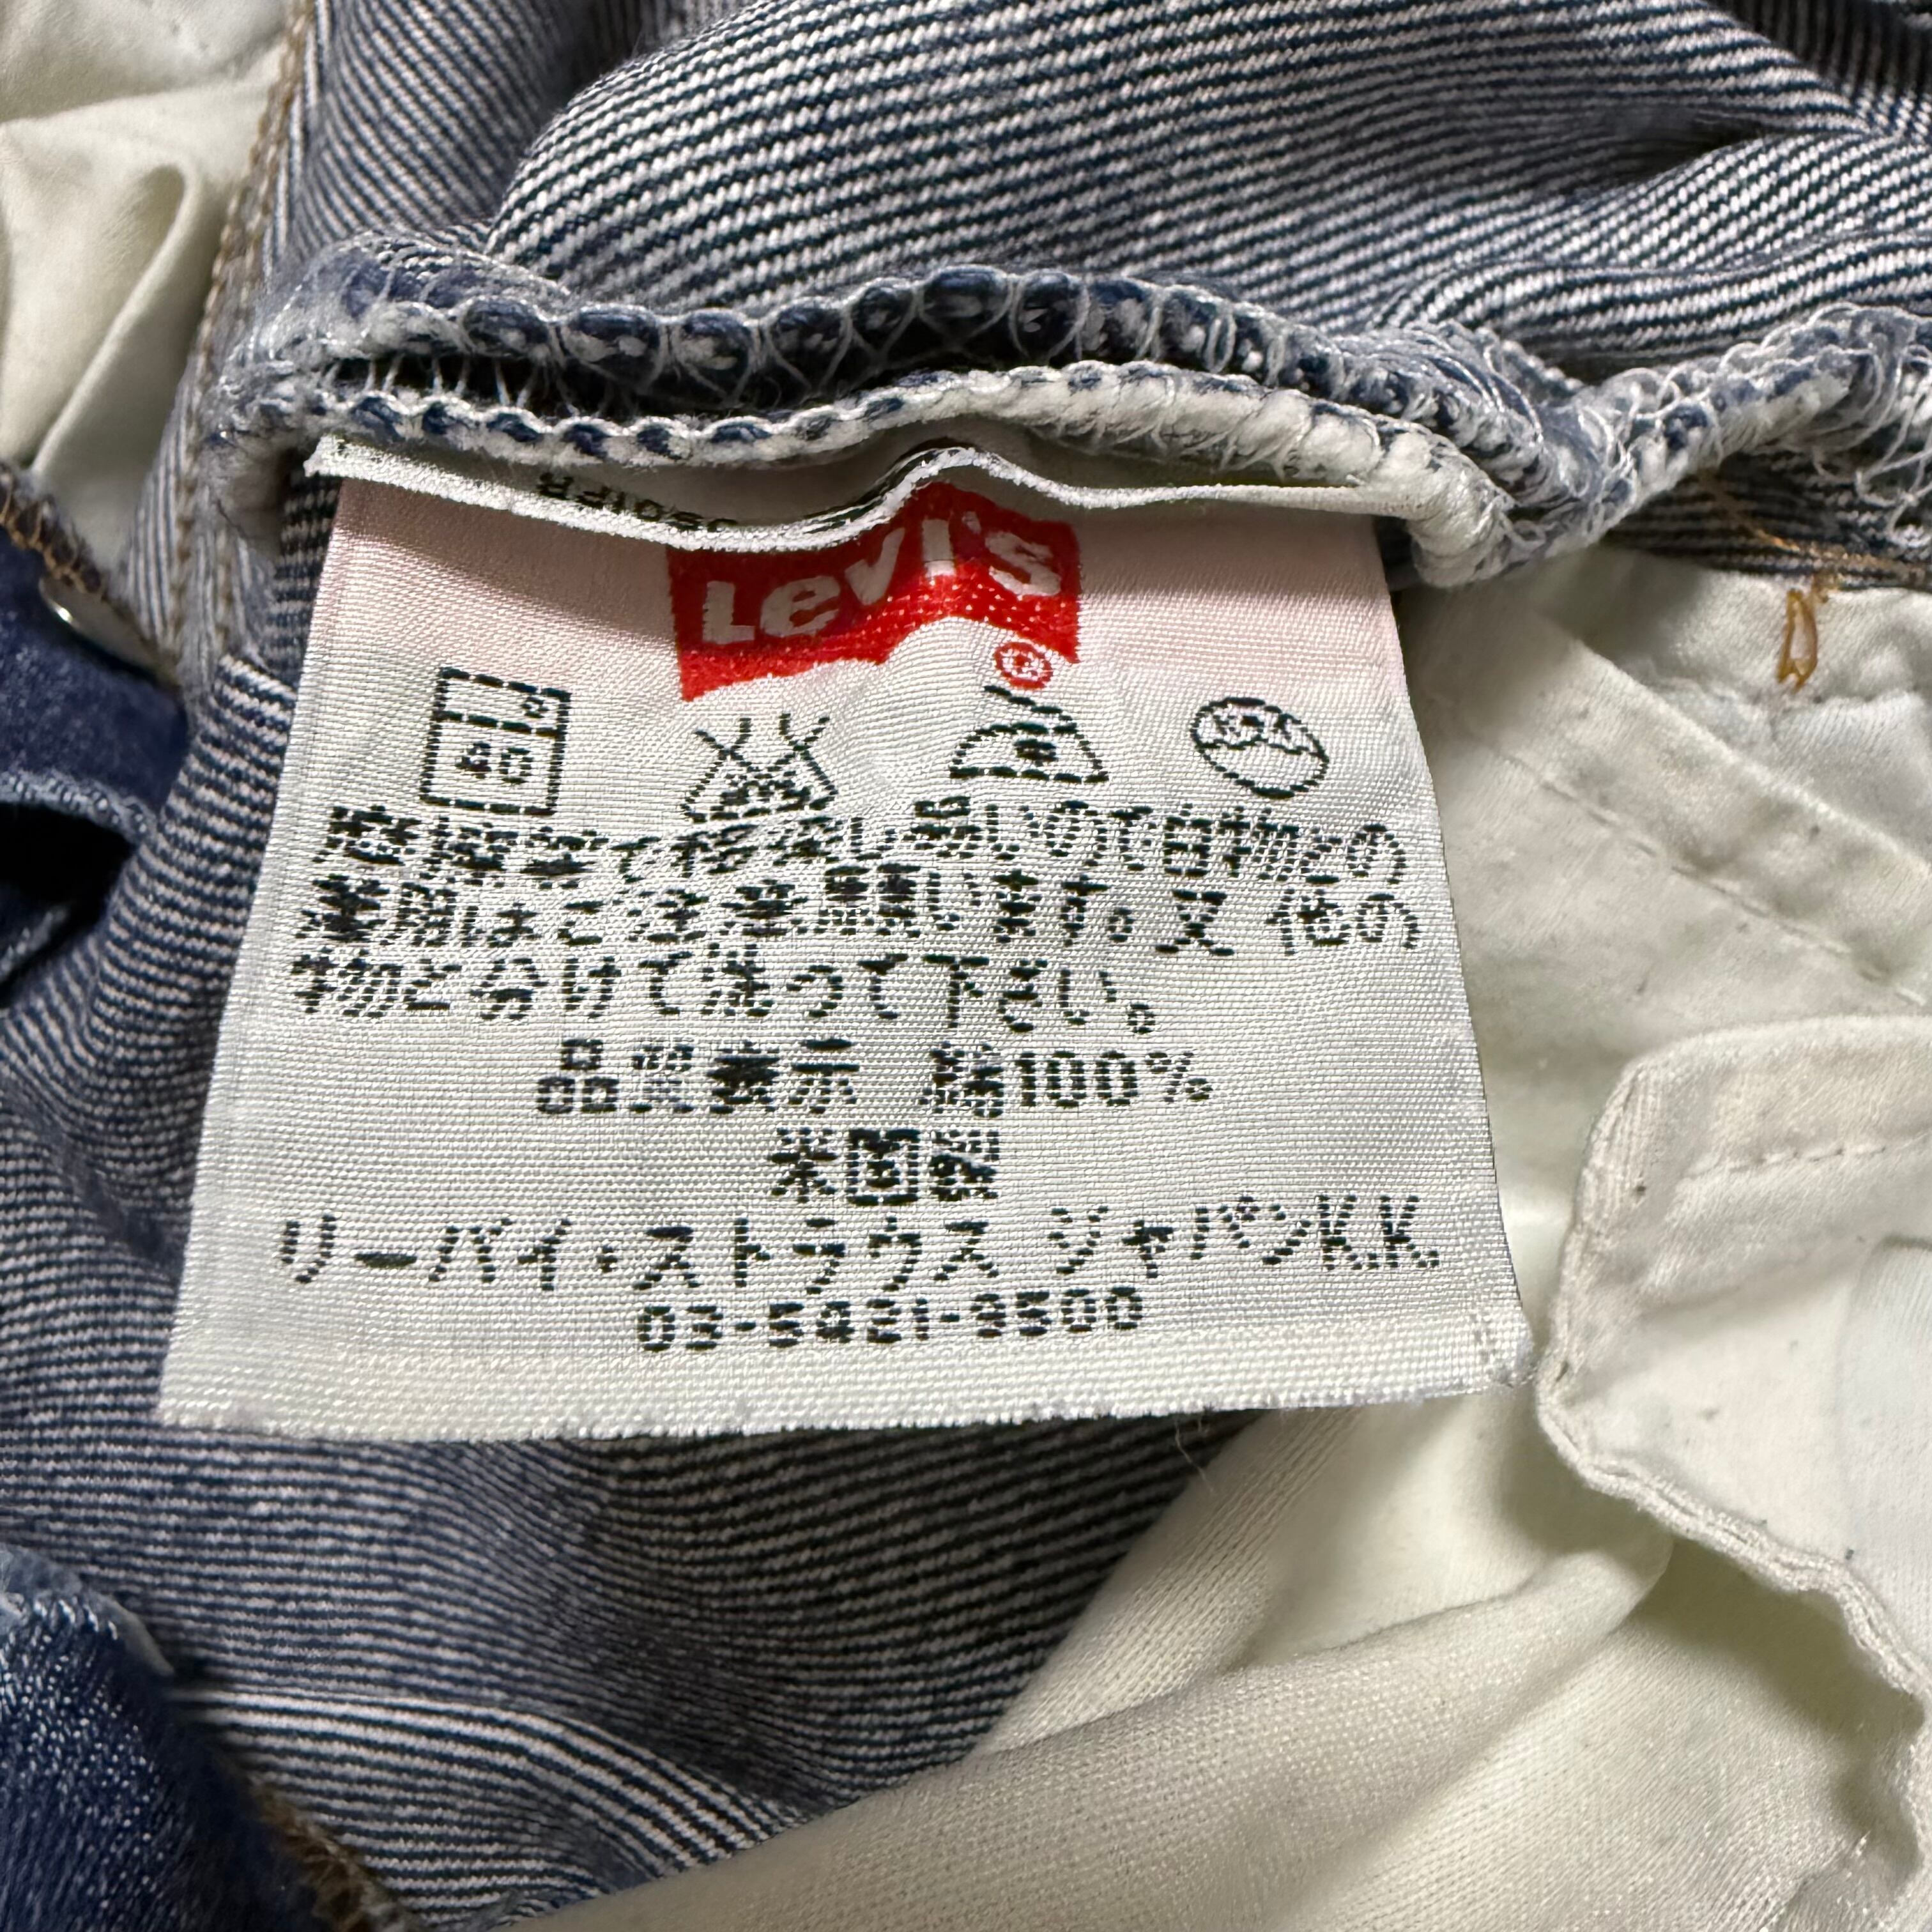 Levi's
®
40
摩擦等で移染し易いので白物との
着用はご注意願います。又 他の
物と分けて洗って下さい。
品質表示 綿100%
米国製
リーバイ・ストラウス ジャパンK.K.
03-5421-9500